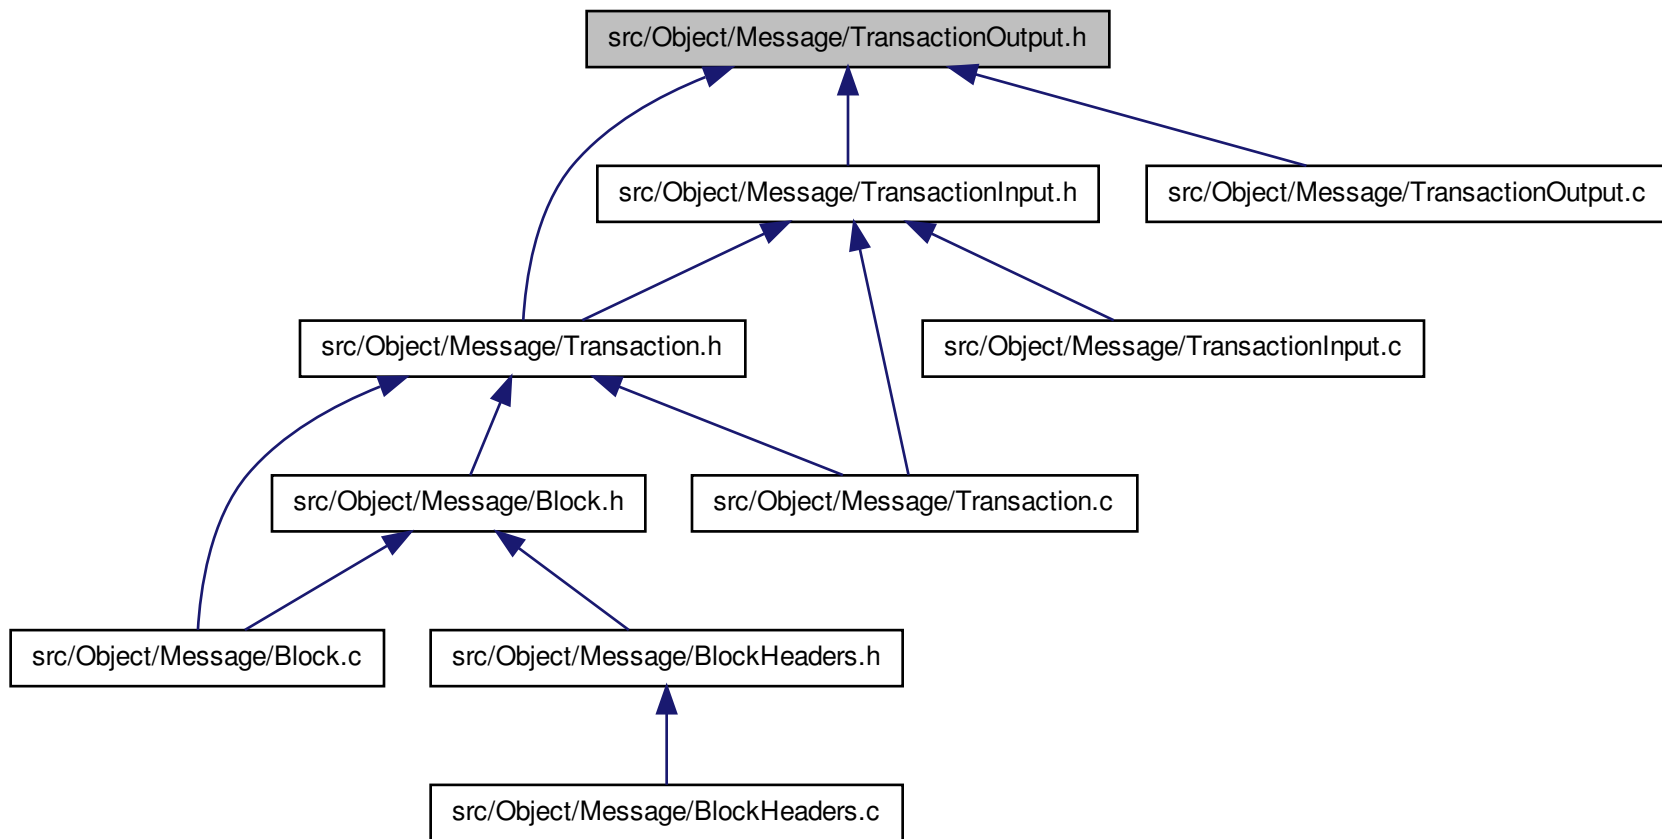 src/Object/Message/TransactionOutput.h
src/Object/Message/TransactionInput.h
src/Object/Message/TransactionOutput.c
src/Object/Message/Transaction.h
src/Object/Message/TransactionInput.c
src/Object/Message/Block.h
src/Object/Message/Transaction.c
src/Object/Message/Block.c
src/Object/Message/BlockHeaders.h
src/Object/Message/BlockHeaders.c